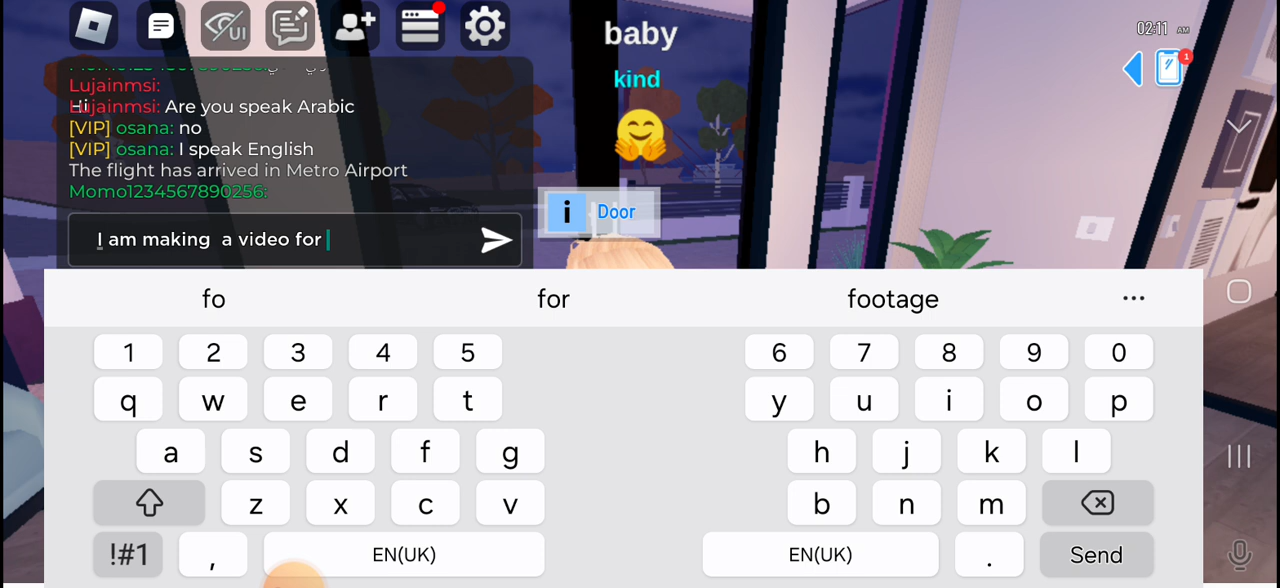 UI
baby
kind
02:11 AM
1
Lujainmsi:
Hi
Lujainmsi: Are you speak Arabic
[VIP] osana: no
[VIP] osana: I speak English
The flight has arrived in Metro Airport
Momo1234567890256:
I am making a video for
i Door
fo for footage ...
1 2 3 4 5 6 7 8 9 0
q w e r t y u i o p
a s d f g h j k l
z x c v b n m
!#1 , EN(UK) EN(UK) . Send